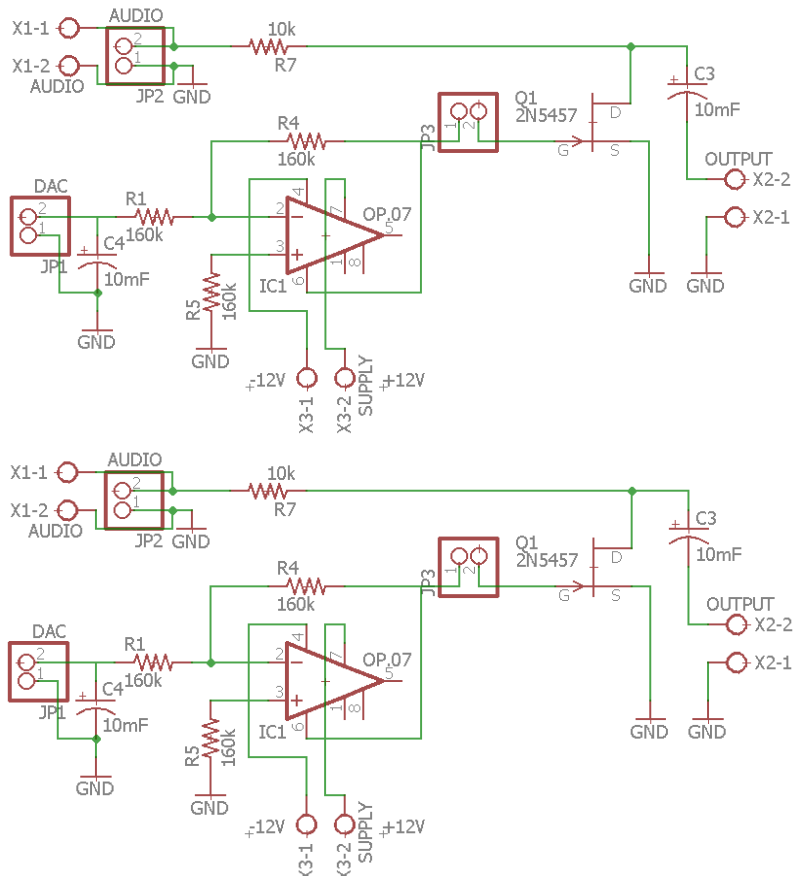 AUDIO
X1-1
2
10k
X1-2
1
R7
AUDIO
JP2
GND
C3
10mF
Q1
2N5457
D
G
S
R4
160k
JP3
1
2
OUTPUT
X2-2
X2-1
GND
GND
DAC
2
1
JP1
R1
160k
C4
10mF
GND
4
2
7
OP07
5
3
6
1
8
IC1
R5
160k
GND
-12V
X3-1
X3-2
SUPPLY
+12V
AUDIO
X1-1
2
10k
X1-2
1
R7
AUDIO
JP2
GND
C3
10mF
Q1
2N5457
D
G
S
R4
160k
JP3
1
2
OUTPUT
X2-2
X2-1
GND
GND
DAC
2
1
JP1
R1
160k
C4
10mF
GND
4
2
7
OP07
5
3
6
1
8
IC1
R5
160k
GND
-12V
X3-1
X3-2
SUPPLY
+12V